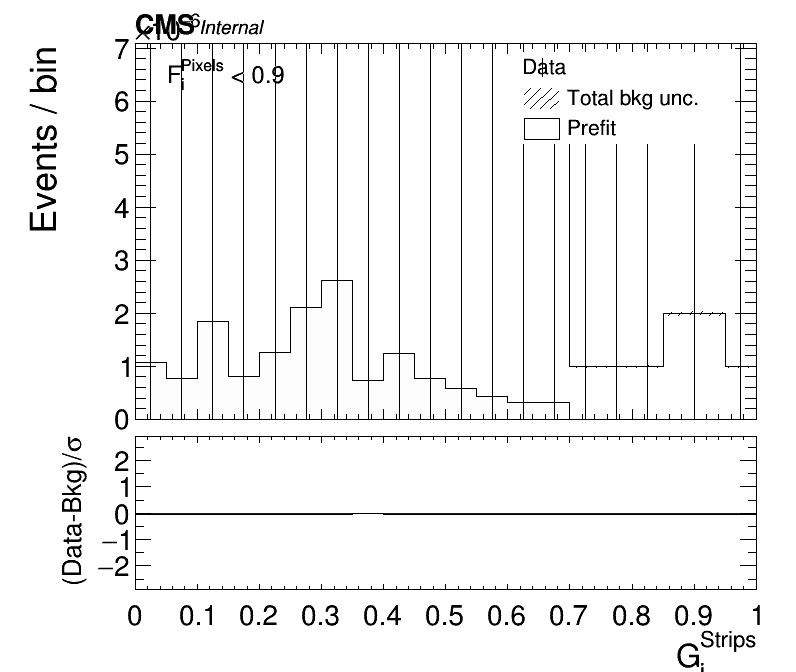 CMS Internal
×10⁻⁶
F_i^Pixels < 0.9
Data
Total bkg unc.
Prefit
Events / bin
7
6
5
4
3
2
1
0
(Data-Bkg)/σ
2
1
0
−1
−2
0 0.1 0.2 0.3 0.4 0.5 0.6 0.7 0.8 0.9 1
G_i^Strips